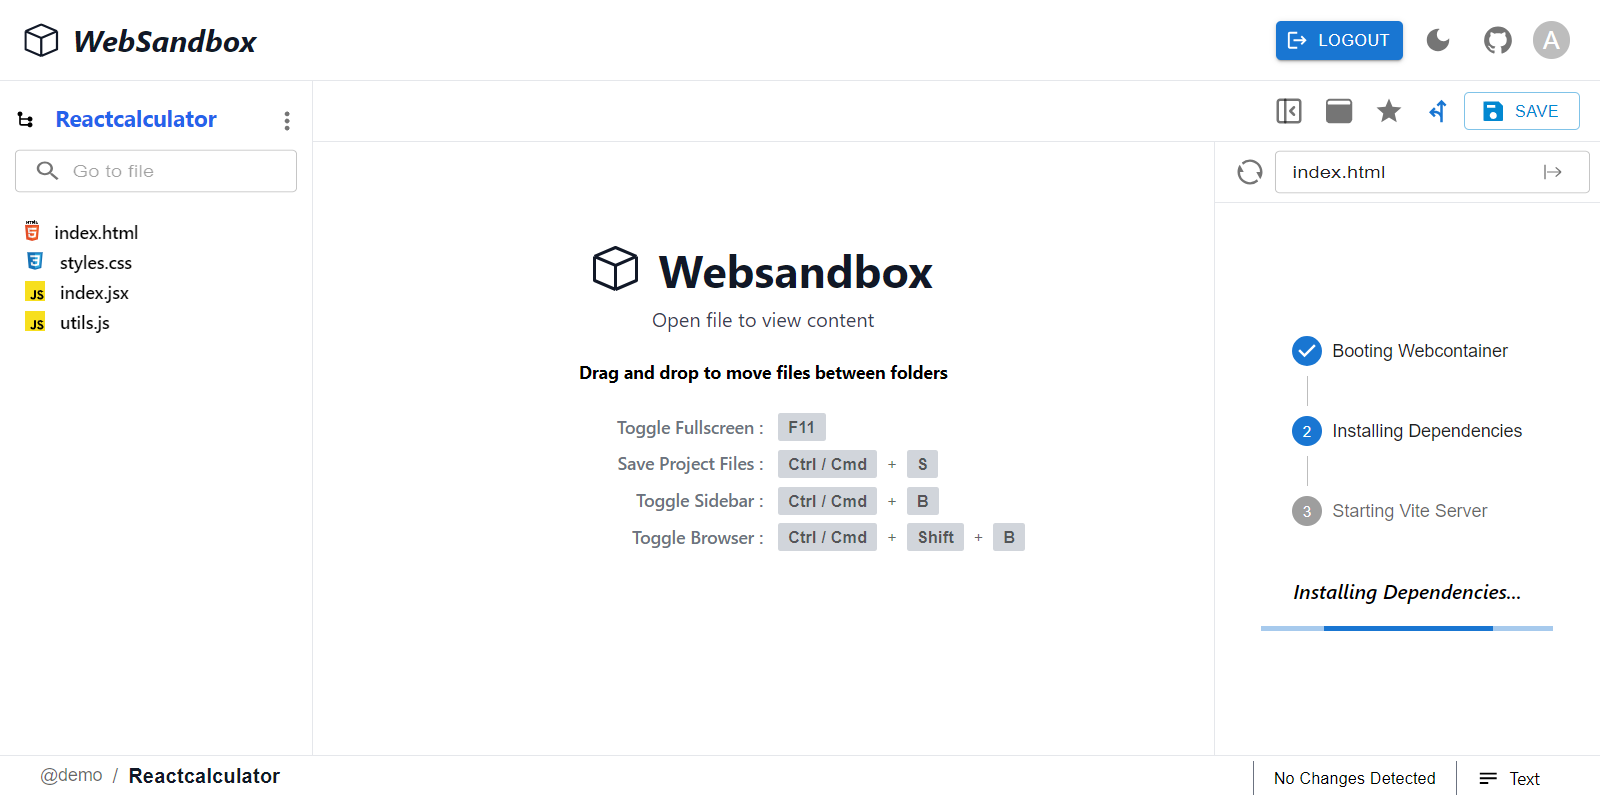 WebSandbox
LOGOUT
A
Reactcalculator
SAVE
Go to file
index.html
index.html
styles.css
index.jsx
utils.js
Websandbox
Open file to view content
Drag and drop to move files between folders
Toggle Fullscreen : F11
Save Project Files : Ctrl / Cmd + S
Toggle Sidebar : Ctrl / Cmd + B
Toggle Browser : Ctrl / Cmd + Shift + B
Booting Webcontainer
2 Installing Dependencies
3 Starting Vite Server
Installing Dependencies...
@demo / Reactcalculator
No Changes Detected
Text